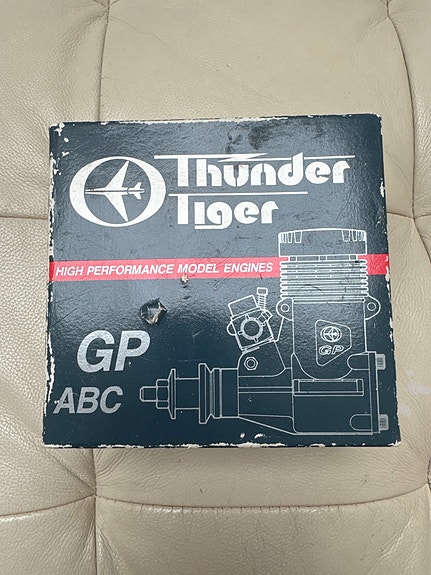 Thunder
Tiger
HIGH PERFORMANCE MODEL ENGINES
GP
GP
ABC